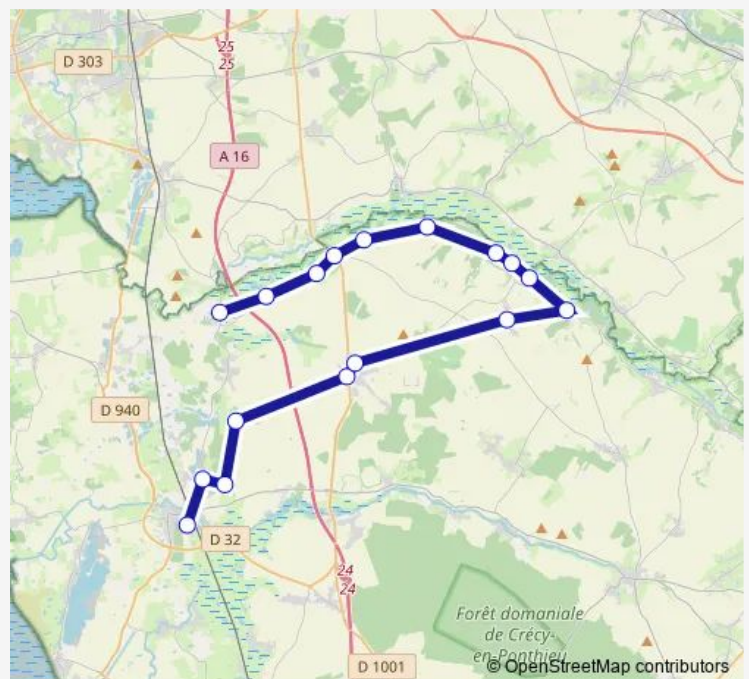 25
25
D 303
A 16
D 940
D 32
24
24
Forêt domaniale
de Crécy-
en-Ponthieu
D 1001
© OpenStreetMap contributors